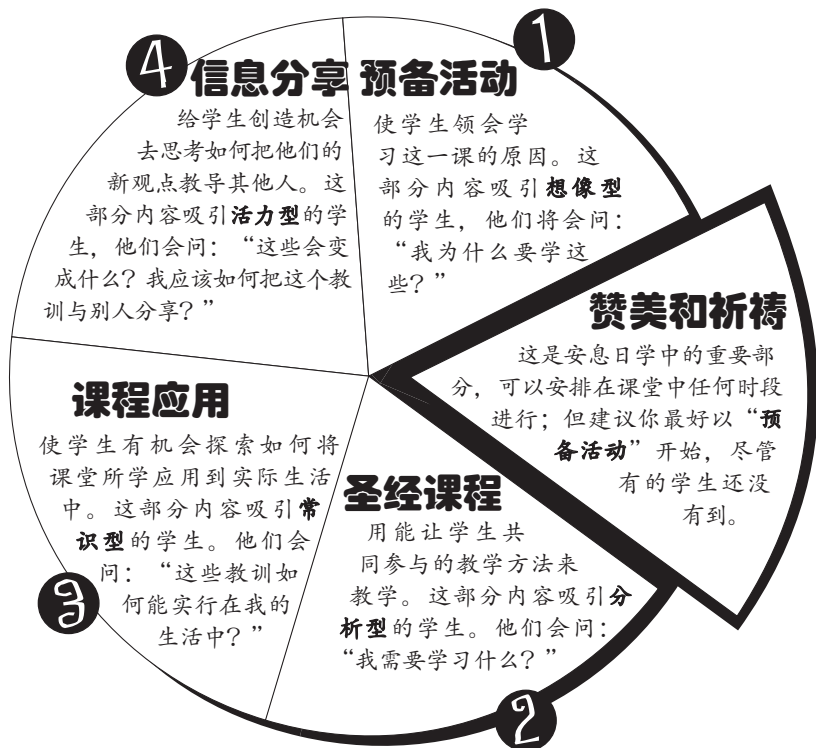 1
预备活动
使学生领会学
习这一课的原因。这
部分内容吸引想像型
的学生，他们将会问：
“我为什么要学这
些？”
赞美和祈祷
这是安息日学中的重要部
分，可以安排在课堂中任何时段
进行；但建议你最好以“预
备活动”开始，尽管
有的学生还没
有到。
2
圣经课程
用能让学生共
同参与的教学方法来
教学。这部分内容吸引分
析型的学生。他们会问：
“我需要学习什么？”
3
课程应用
使学生有机会探索如何将
课堂所学应用到实际生活
中。这部分内容吸引常
识型的学生。他们会
问：“这些教训如
何能实行在我的
生活中？”
4
信息分享
给学生创造机会
去思考如何把他们的
新观点教导其他人。这
部分内容吸引活力型的学
生，他们会问：“这些会变
成什么？我应该如何把这个教
训与别人分享？”